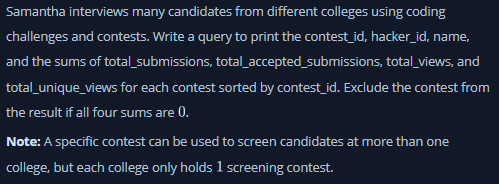 Samantha interviews many candidates from different colleges using coding
challenges and contests. Write a query to print the contest_id, hacker_id, name,
and the sums of total_submissions, total_accepted_submissions, total_views, and
total_unique_views for each contest sorted by contest_id. Exclude the contest from
the result if all four sums are 0.
Note: A specific contest can be used to screen candidates at more than one
college, but each college only holds 1 screening contest.